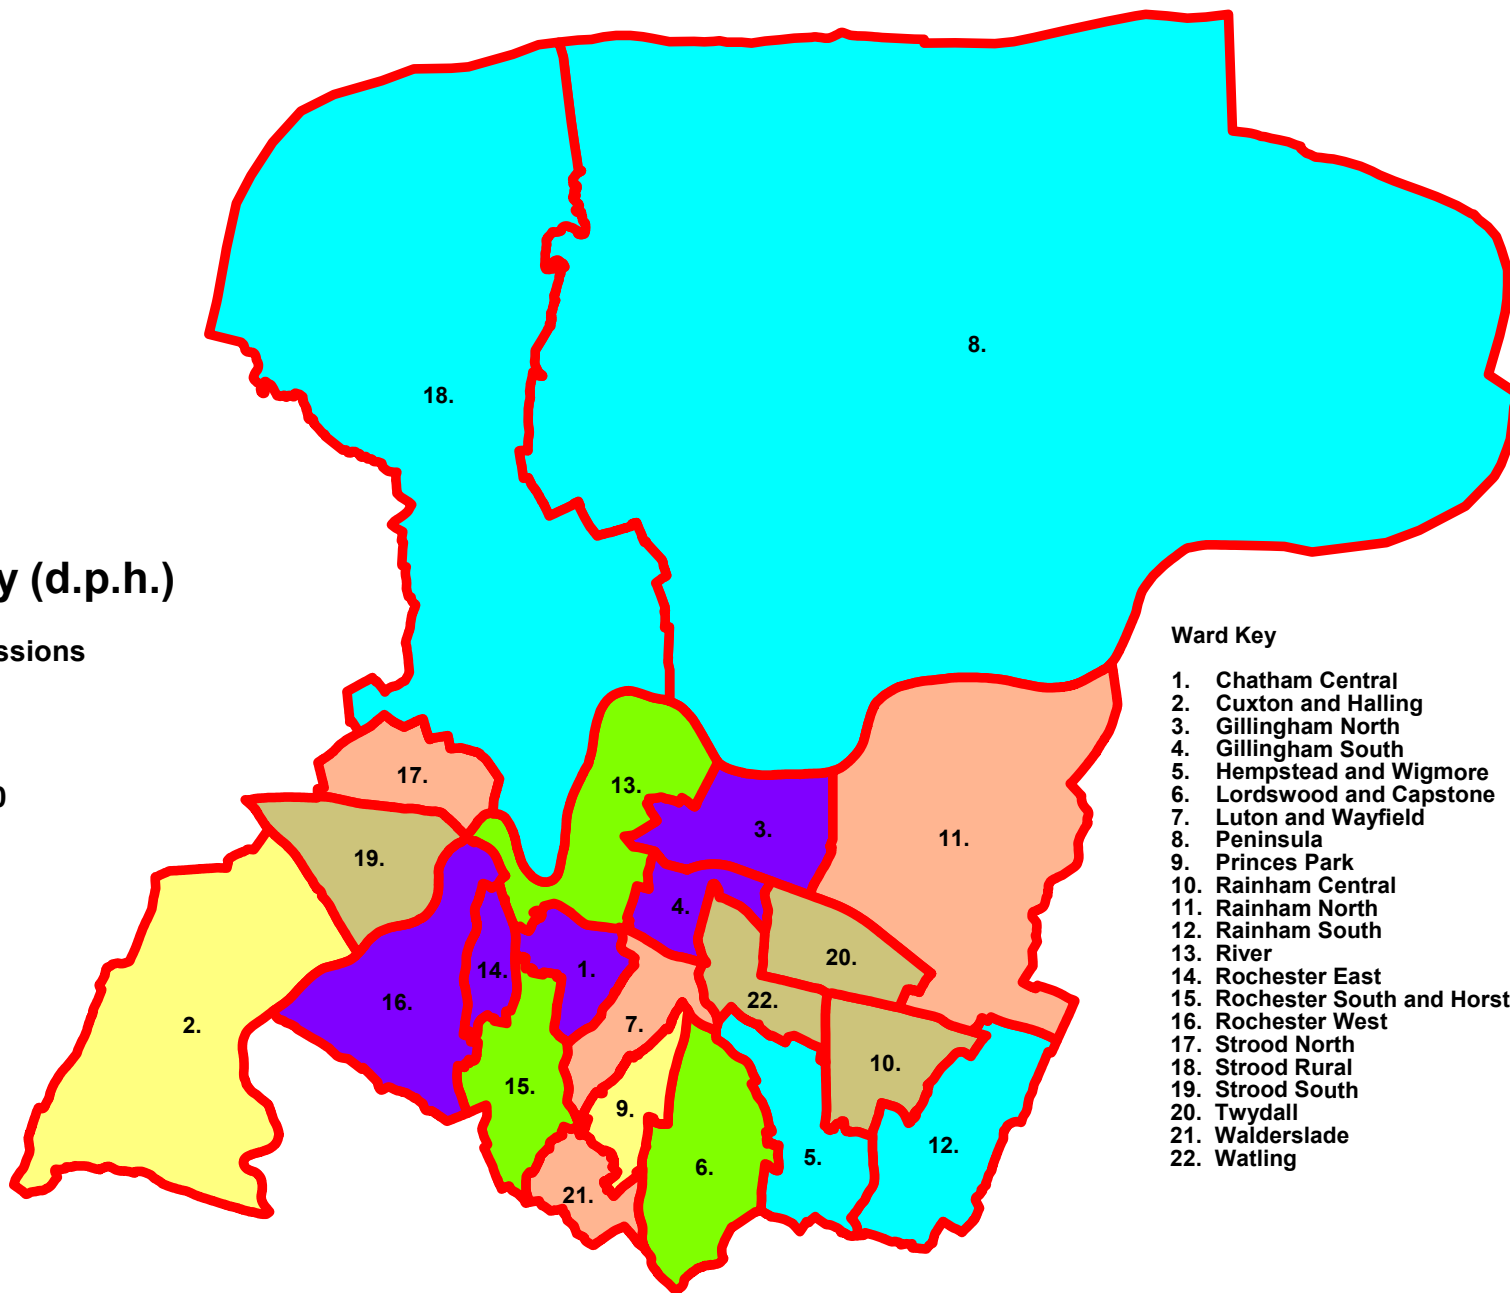 8.
18.
y (d.p.h.)
ssions
0
17.
13.
3.
11.
19.
4.
20.
14.
1.
16.
22.
2.
7.
10.
15.
9.
12.
5.
6.
21.
Ward Key
1. Chatham Central
2. Cuxton and Halling
3. Gillingham North
4. Gillingham South
5. Hempstead and Wigmore
6. Lordswood and Capstone
7. Luton and Wayfield
8. Peninsula
9. Princes Park
10. Rainham Central
11. Rainham North
12. Rainham South
13. River
14. Rochester East
15. Rochester South and Horst
16. Rochester West
17. Strood North
18. Strood Rural
19. Strood South
20. Twydall
21. Walderslade
22. Watling